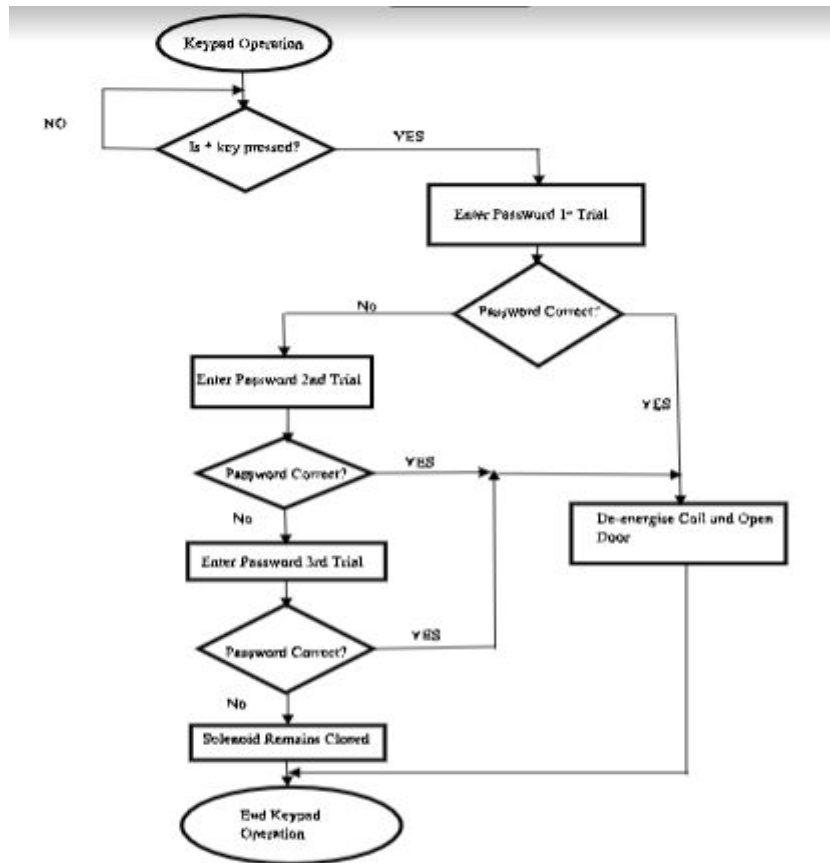 Keypad Operation
NO
Is * key pressed?
YES
Enter Password 1st Trial
No
Password Correct?
Enter Password 2nd Trial
YES
Password Correct?
YES
No
De-energise Coil and Open
Door
Enter Password 3rd Trial
Password Correct?
YES
No
Solenoid Remains Closed
End Keypad
Operation